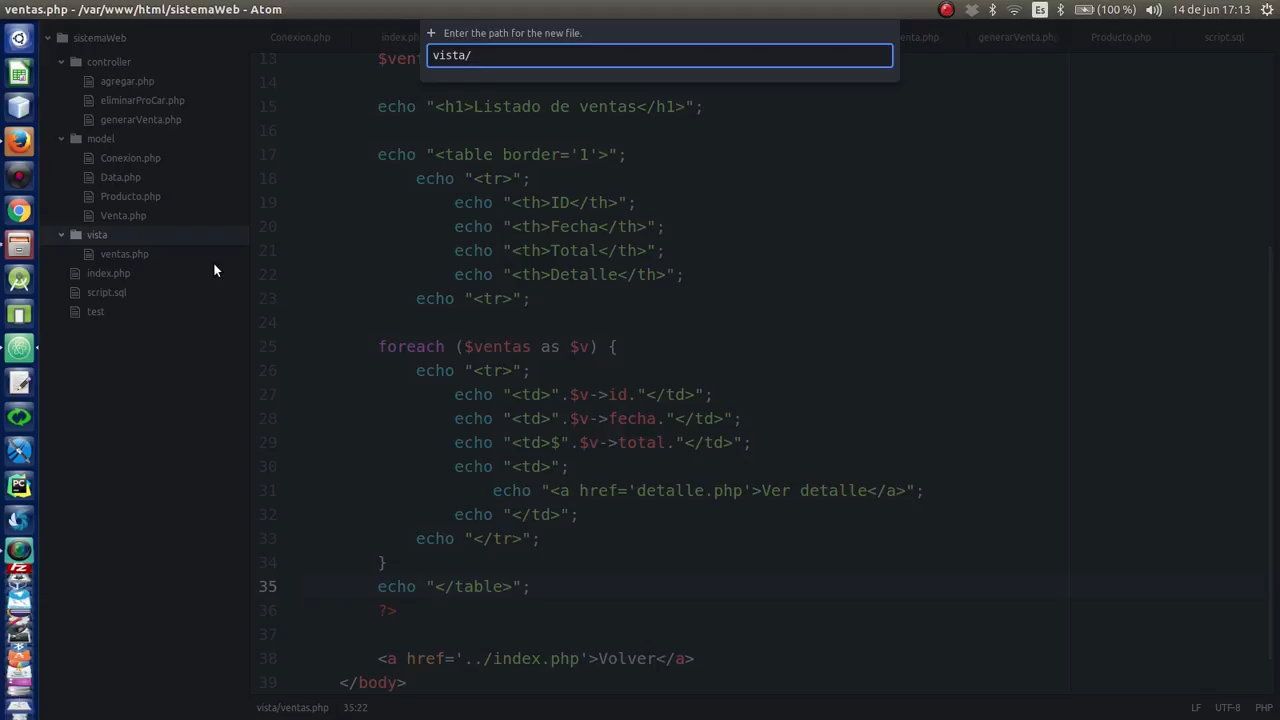 ventas.php - /var/www/html/sistemaWeb - Atom
Es
(100 %)
14 de jun 17:13
Enter the path for the new file.
vista/
sistemaWeb
controller
agregar.php
eliminarProCar.php
generarVenta.php
model
Conexion.php
Data.php
Producto.php
Venta.php
vista
ventas.php
index.php
script.sql
test
Conexion.php
index.ph
enta.php
generarVenta.php
Producto.php
script.sql
13 $vent
15 echo "<h1>Listado de ventas</h1>";
16
17 echo "<table border='1'>";
18 echo "<tr>";
19 echo "<th>ID</th>";
20 echo "<th>Fecha</th>";
21 echo "<th>Total</th>";
22 echo "<th>Detalle</th>";
23 echo "<tr>";
24
25 foreach ($ventas as $v) {
26 echo "<tr>";
27 echo "<td>".$v->id."</td>";
28 echo "<td>".$v->fecha."</td>";
29 echo "<td>$".$v->total."</td>";
30 echo "<td>";
31 echo "<a href='detalle.php'>Ver detalle</a>";
32 echo "</td>";
33 echo "</tr>";
34 }
35 echo "</table>";
36 ?>
37
38 <a href='../index.php'>Volver</a>
39 </body>
vista/ventas.php 35:22
LF UTF-8 PHP